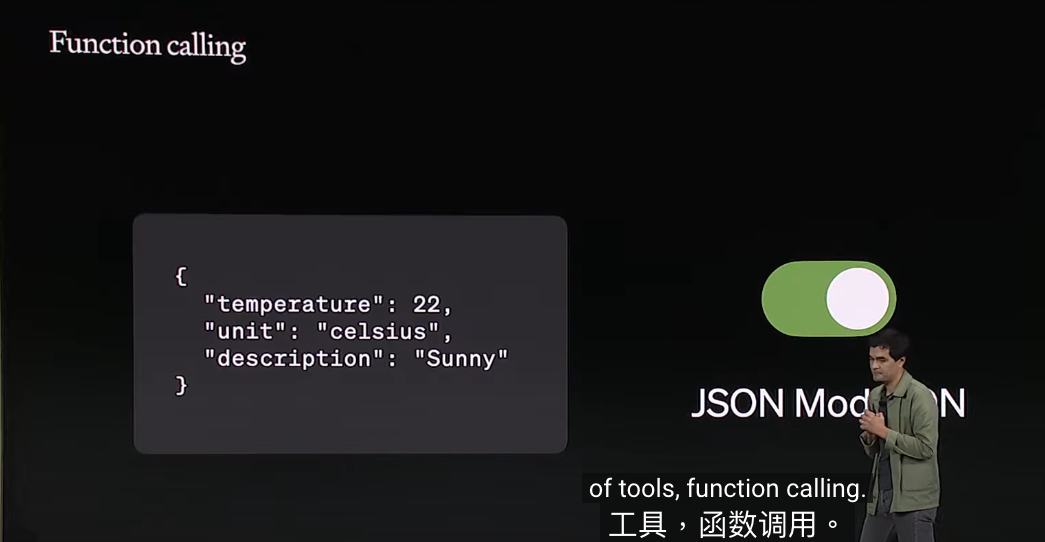 Function calling
{
"temperature": 22,
"unit": "celsius",
"description": "Sunny"
}
JSON Mod N
of tools, function calling.
工具，函数调用。